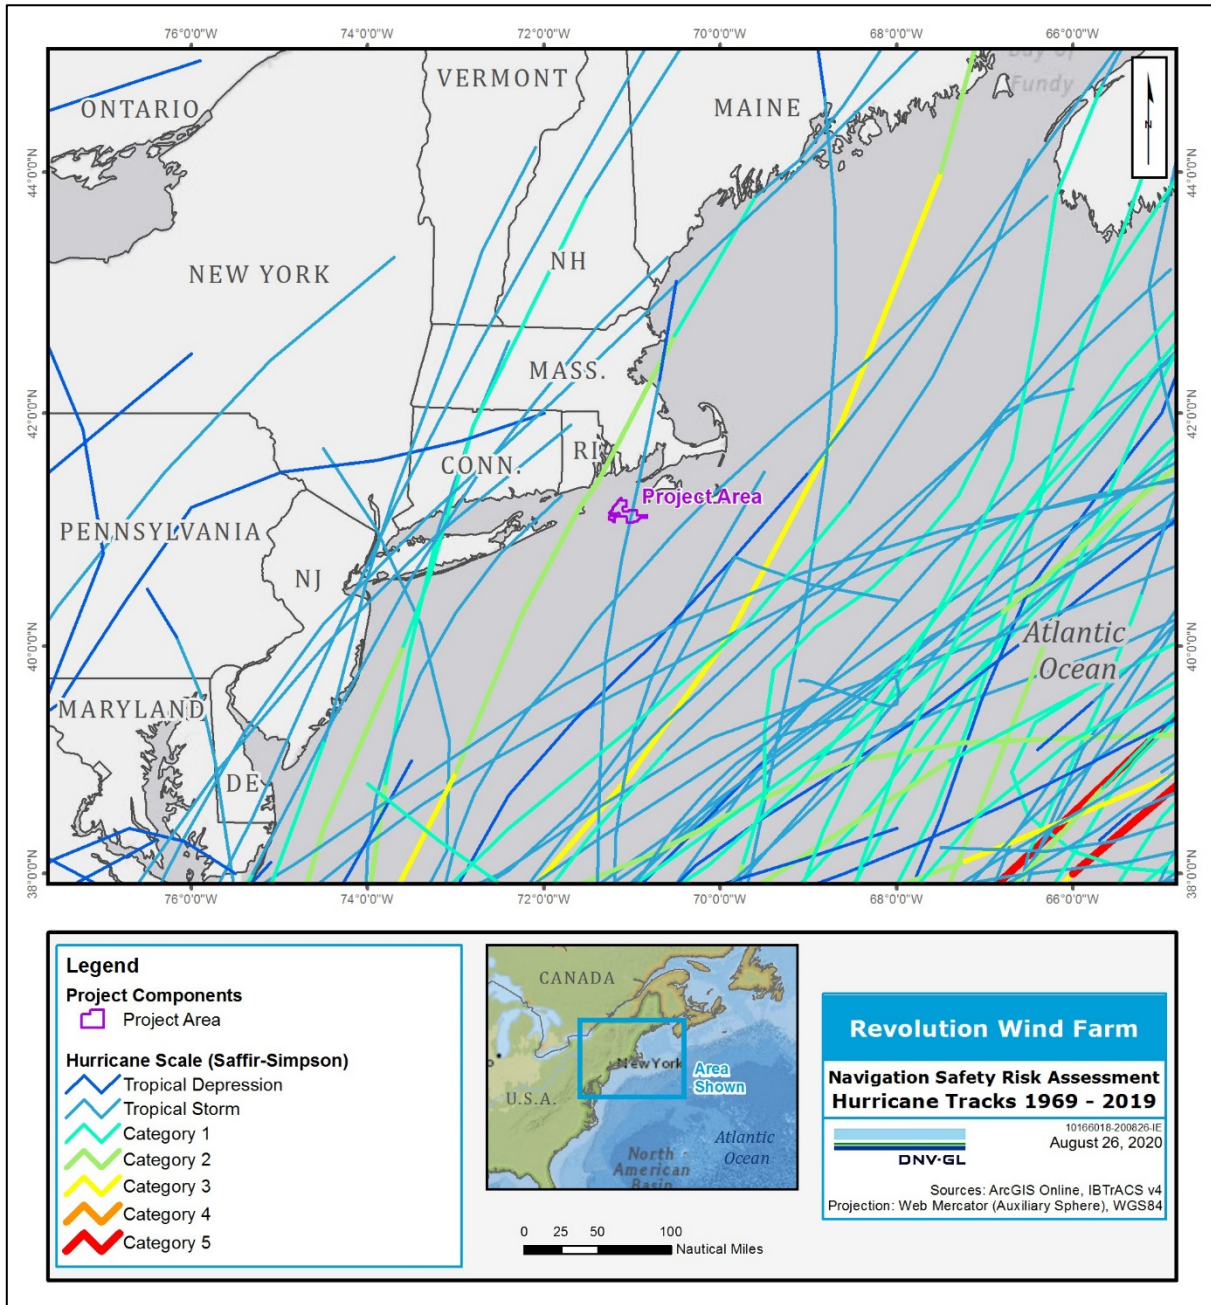 76°0'0"W 74°0'0"W 72°0'0"W 70°0'0"W 68°0'0"W 66°0'0"W
Bay of
Fundy
VERMONT
ONTARIO
MAINE
N
44°0'0"N 44°0'0"N
NEW YORK
NH
MASS.
42°0'0"N 42°0'0"N
CONN.
RI
Project Area
PENNSYLVANIA
NJ
Atlantic
Ocean
40°0'0"N 40°0'0"N
MARYLAND
DE
38°0'0"N 38°0'0"N
76°0'0"W 74°0'0"W 72°0'0"W 70°0'0"W 68°0'0"W 66°0'0"W
Legend
Project Components
Project Area
Hurricane Scale (Saffir-Simpson)
Tropical Depression
Tropical Storm
Category 1
Category 2
Category 3
Category 4
Category 5
CANADA
New York
Area
Shown
U.S.A.
Atlantic
Ocean
North
American
Basin
0 25 50 100
Nautical Miles
Revolution Wind Farm
Navigation Safety Risk Assessment
Hurricane Tracks 1969 - 2019
10166018-200826-IE
August 26, 2020
DNV·GL
Sources: ArcGIS Online, IBTrACS v4
Projection: Web Mercator (Auxiliary Sphere), WGS84